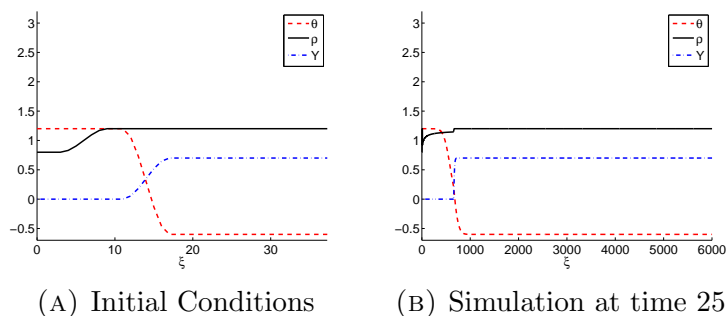 3
2.5
2
1.5
1
0.5
0
−0.5
0
10
20
30
ξ
θ
ρ
Y
3
2.5
2
1.5
1
0.5
0
−0.5
0
1000
2000
3000
4000
5000
6000
ξ
θ
ρ
Y
(A) Initial Conditions
(B) Simulation at time 25